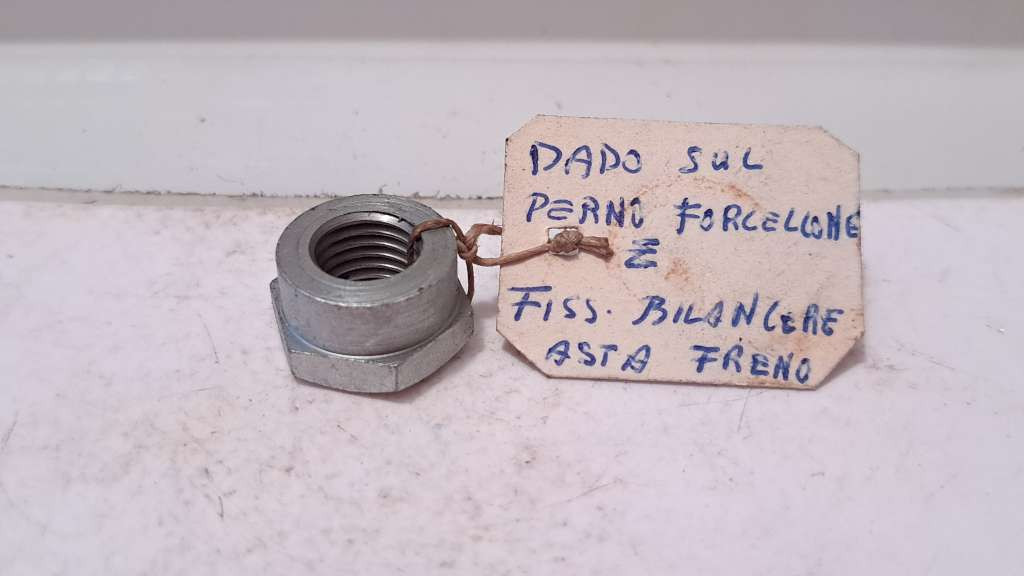 DADO SUL
PERNO FORCELLONE
E
FISS. BILANCERE
ASTA FRENO